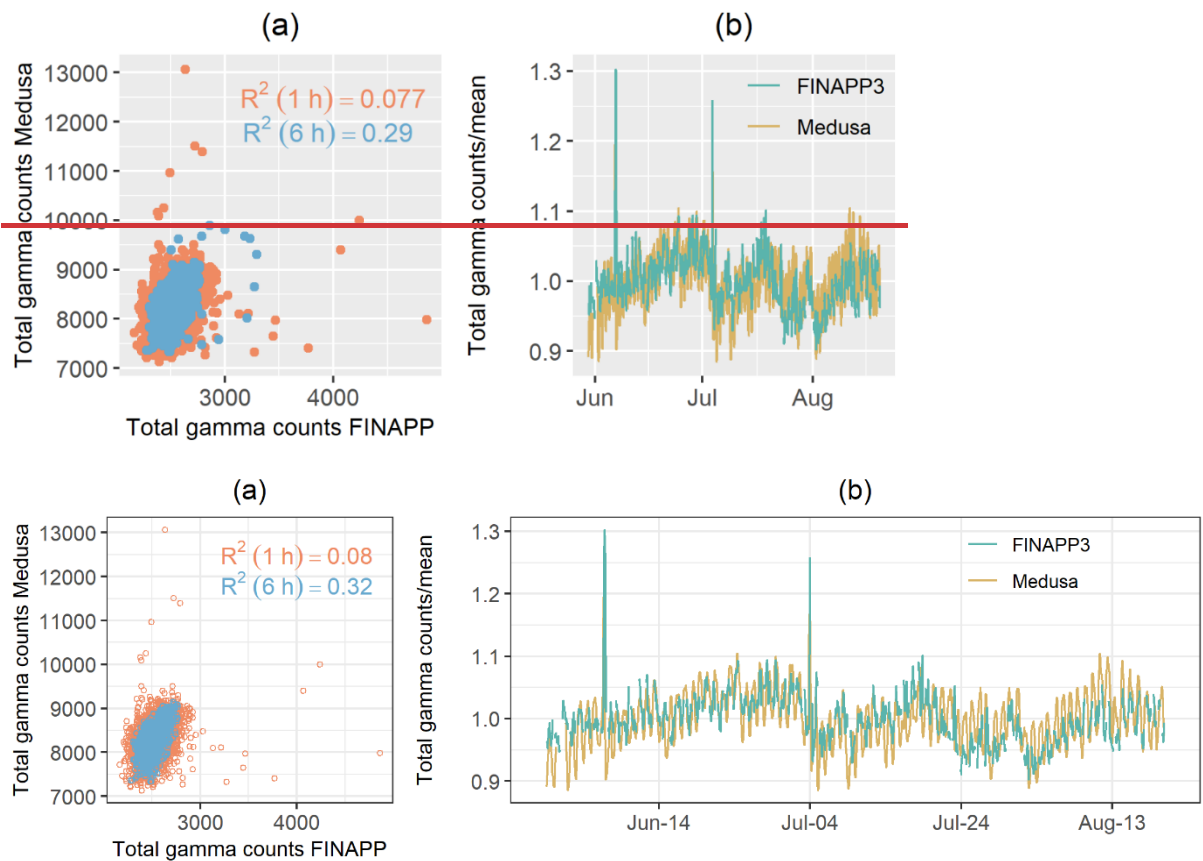 (a)
Total gamma counts Medusa
13000
12000
11000
10000
9000
8000
7000
R² (1 h) = 0.077
R² (6 h) = 0.29
3000 4000
Total gamma counts FINAPP
(b)
Total gamma counts/mean
1.3
1.2
1.1
1.0
0.9
FINAPP3
Medusa
Jun Jul Aug
(a)
Total gamma counts Medusa
13000
12000
11000
10000
9000
8000
7000
R² (1 h) = 0.08
R² (6 h) = 0.32
3000 4000
Total gamma counts FINAPP
(b)
Total gamma counts/mean
1.3
1.2
1.1
1.0
0.9
FINAPP3
Medusa
Jun-14 Jul-04 Jul-24 Aug-13